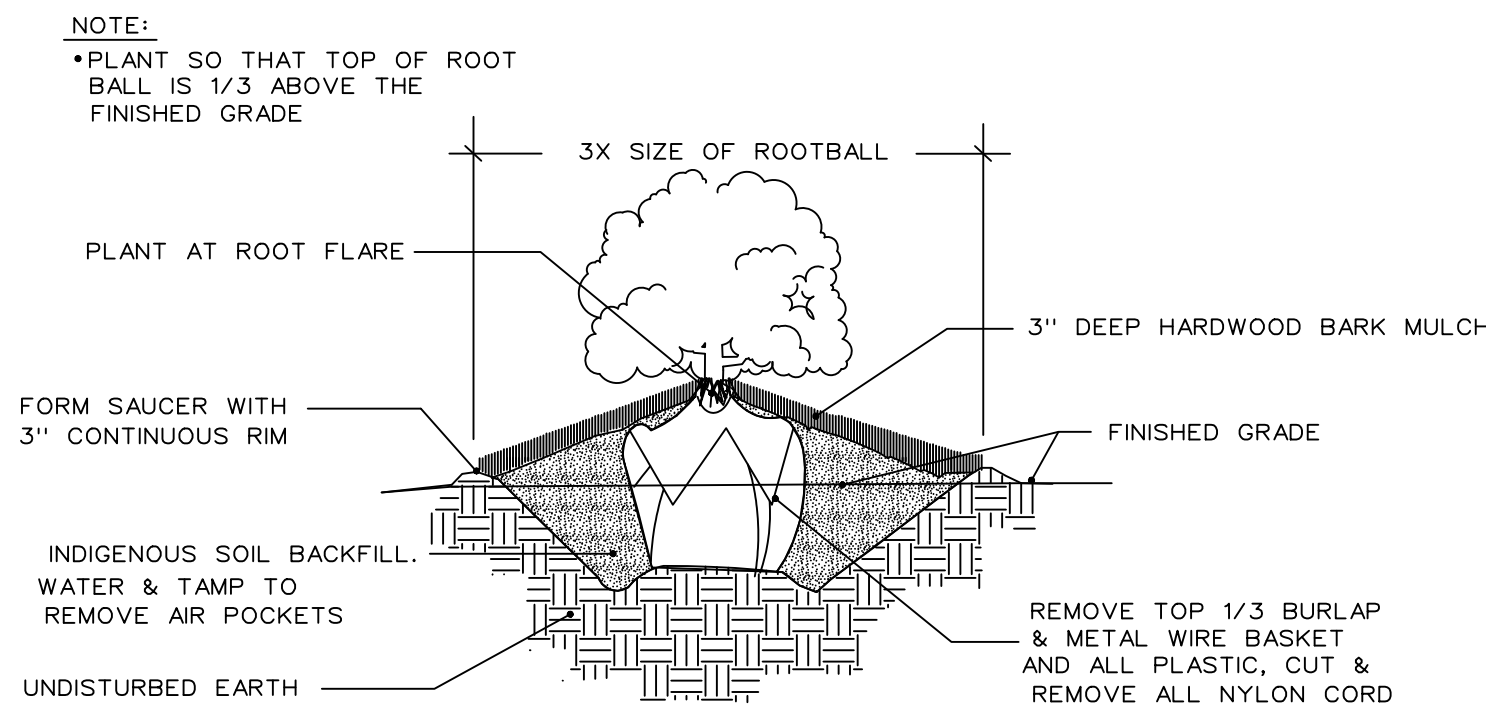 NOTE:
•PLANT SO THAT TOP OF ROOT
BALL IS 1/3 ABOVE THE
FINISHED GRADE
3X SIZE OF ROOTBALL
PLANT AT ROOT FLARE
3" DEEP HARDWOOD BARK MULCH
FORM SAUCER WITH
3" CONTINUOUS RIM
FINISHED GRADE
INDIGENOUS SOIL BACKFILL.
WATER & TAMP TO
REMOVE AIR POCKETS
REMOVE TOP 1/3 BURLAP
& METAL WIRE BASKET
AND ALL PLASTIC, CUT &
REMOVE ALL NYLON CORD
UNDISTURBED EARTH